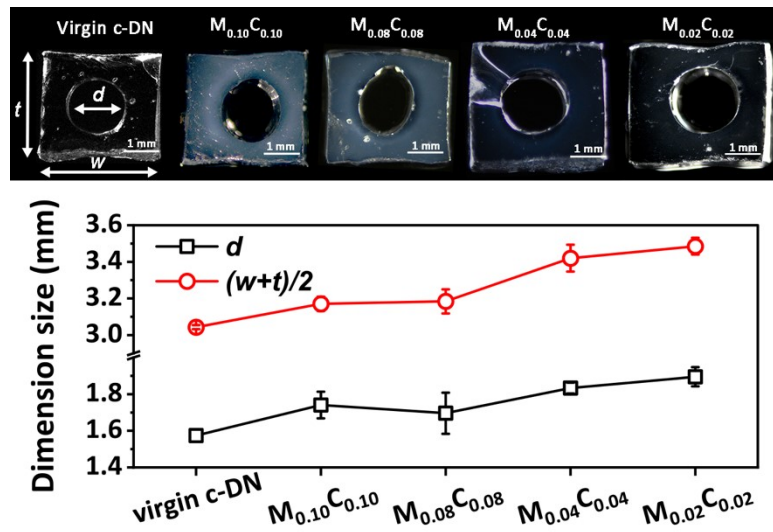 Virgin c-DN
M0.10C0.10
M0.08C0.08
M0.04C0.04
M0.02C0.02
t
d
w
1 mm
1 mm
1 mm
1 mm
1 mm
Dimension size (mm)
3.6
3.4
3.2
3.0
1.8
1.6
1.4
d
(w+t)/2
virgin c-DN
M0.10C0.10
M0.08C0.08
M0.04C0.04
M0.02C0.02